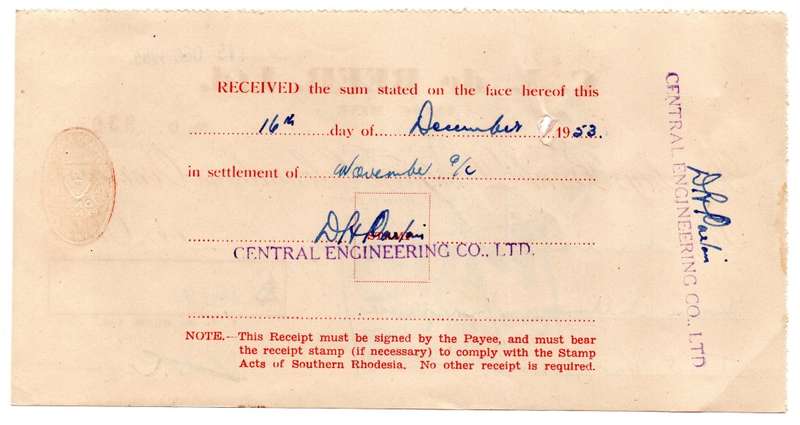 RECEIVED the sum stated on the face hereof this
16th day of December 1953.
in settlement of November a/c
CENTRAL ENGINEERING CO., LTD.
NOTE.—This Receipt must be signed by the Payee, and must bear
the receipt stamp (if necessary) to comply with the Stamp
Acts of Southern Rhodesia. No other receipt is required.
CENTRAL ENGINEERING CO., LTD